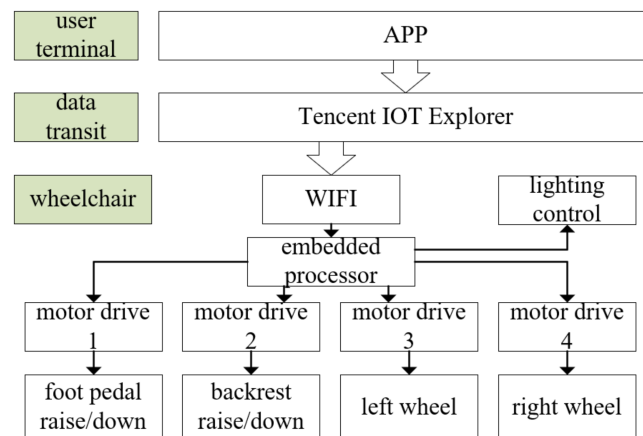 user
terminal
APP
data
transit
Tencent IOT Explorer
wheelchair
WIFI
lighting
control
embedded
processor
motor drive
1
motor drive
2
motor drive
3
motor drive
4
foot pedal
raise/down
backrest
raise/down
left wheel
right wheel